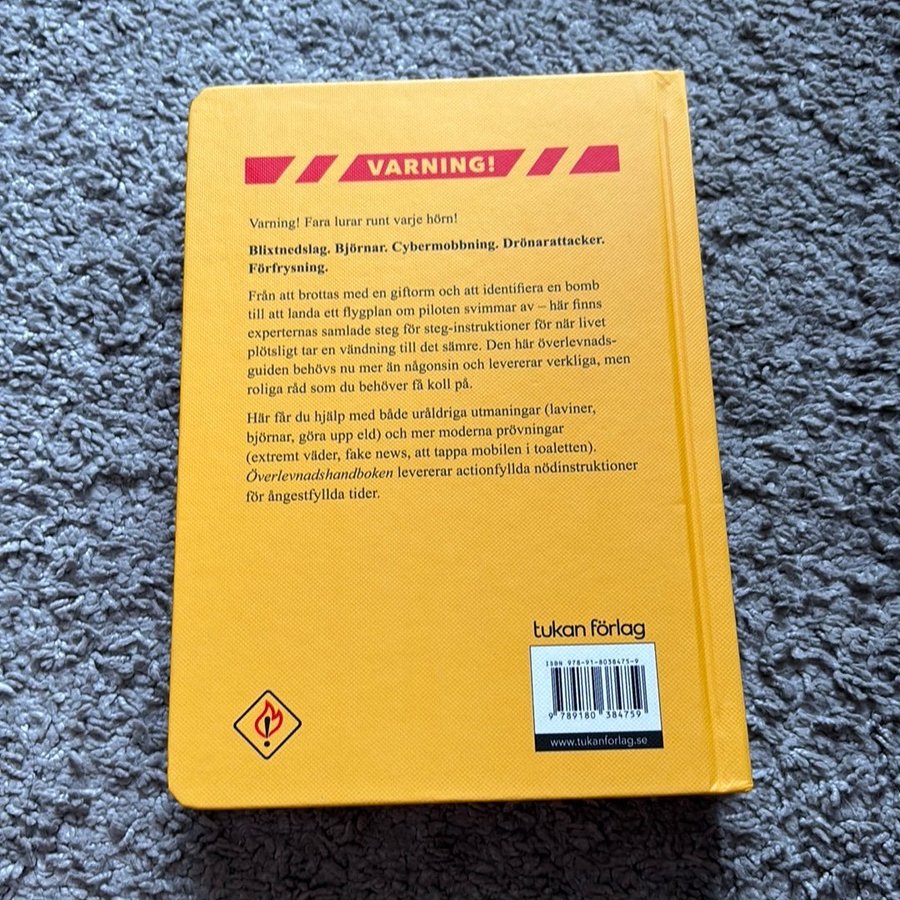 VARNING!
Varning! Fara lurar runt varje hörn!
Blixtnedslag. Björnar. Cybermobbning. Drönarattacker.
Förfrysning.
Från att brottas med en giftorm och att identifiera en bomb
till att landa ett flygplan om piloten svimmar av – här finns
experternas samlade steg för steg-instruktioner för när livet
plötsligt tar en vändning till det sämre. Den här överlevnads-
guiden behövs nu mer än någonsin och levererar verkliga, men
roliga råd som du behöver få koll på.
Här får du hjälp med både uråldriga utmaningar (laviner,
björnar, göra upp eld) och mer moderna prövningar
(extremt väder, fake news, att tappa mobilen i toaletten).
Överlevnadshandboken levererar actionfyllda nödinstruktioner
för ångestfyllda tider.
tukan förlag
ISBN 978-91-8038475-9
9 789180 384759
www.tukanforlag.se